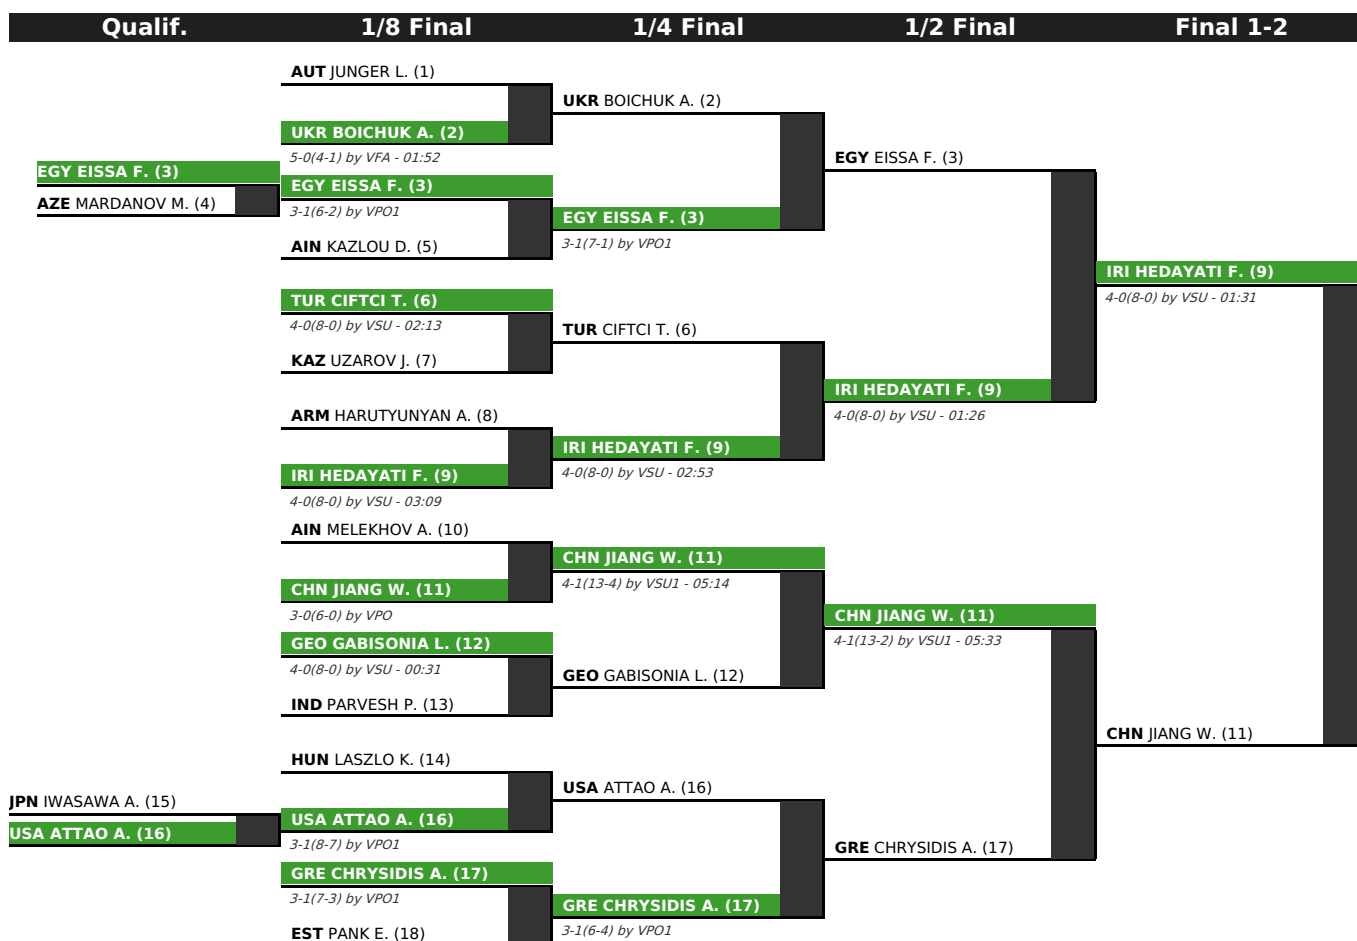 Qualif.
1/8 Final
1/4 Final
1/2 Final
Final 1-2
EGY EISSA F. (3)
AZE MARDANOV M. (4)
JPN IWASAWA A. (15)
USA ATTAO A. (16)
AUT JUNGER L. (1)
UKR BOICHUK A. (2)
5-0(4-1) by VFA - 01:52
EGY EISSA F. (3)
3-1(6-2) by VPO1
AIN KAZLOU D. (5)
TUR CIFTCI T. (6)
4-0(8-0) by VSU - 02:13
KAZ UZAROV J. (7)
ARM HARUTYUNYAN A. (8)
IRI HEDAYATI F. (9)
4-0(8-0) by VSU - 03:09
AIN MELEKHOV A. (10)
CHN JIANG W. (11)
3-0(6-0) by VPO
GEO GABISONIA L. (12)
4-0(8-0) by VSU - 00:31
IND PARVESH P. (13)
HUN LASZLO K. (14)
USA ATTAO A. (16)
3-1(8-7) by VPO1
GRE CHRYSIDIS A. (17)
3-1(7-3) by VPO1
EST PANK E. (18)
UKR BOICHUK A. (2)
EGY EISSA F. (3)
3-1(7-1) by VPO1
TUR CIFTCI T. (6)
IRI HEDAYATI F. (9)
4-0(8-0) by VSU - 02:53
CHN JIANG W. (11)
4-1(13-4) by VSU1 - 05:14
GEO GABISONIA L. (12)
USA ATTAO A. (16)
GRE CHRYSIDIS A. (17)
3-1(6-4) by VPO1
EGY EISSA F. (3)
IRI HEDAYATI F. (9)
4-0(8-0) by VSU - 01:26
CHN JIANG W. (11)
4-1(13-2) by VSU1 - 05:33
GRE CHRYSIDIS A. (17)
IRI HEDAYATI F. (9)
4-0(8-0) by VSU - 01:31
CHN JIANG W. (11)